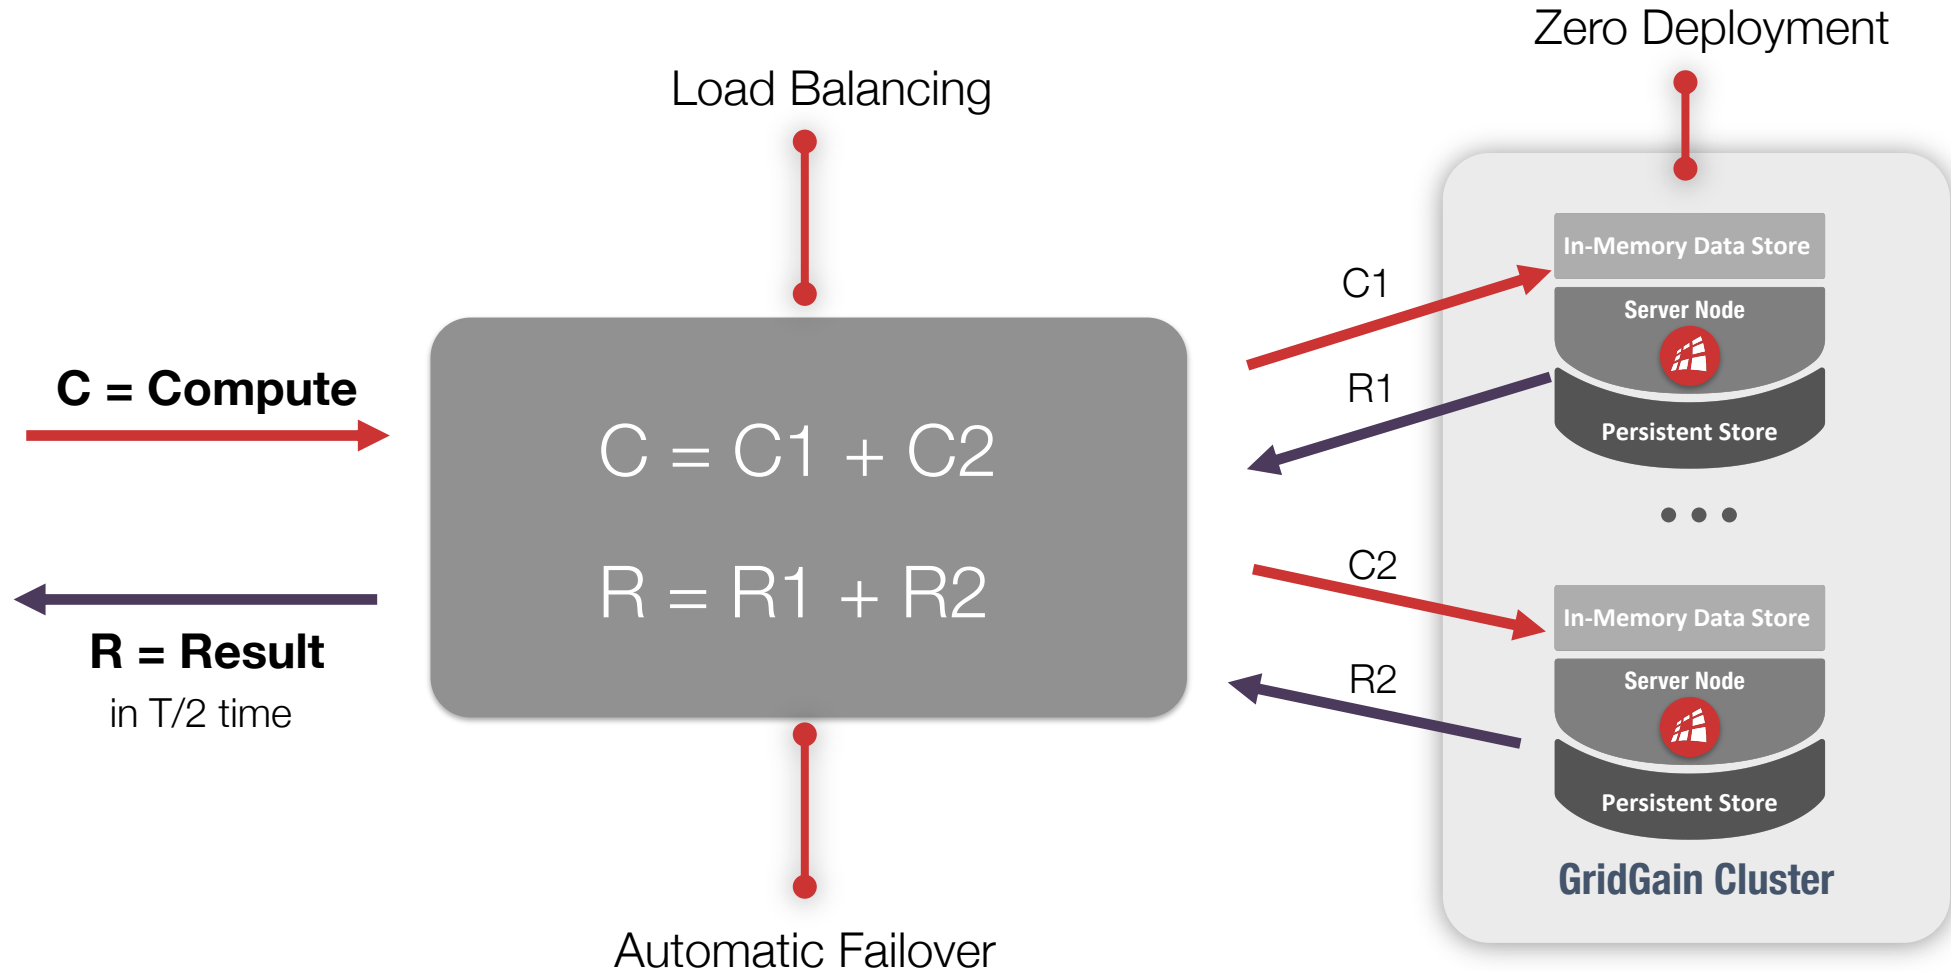 Zero Deployment
Load Balancing
C = Compute
C = C1 + C2
R = R1 + R2
R = Result
in T/2 time
Automatic Failover
C1
R1
C2
R2
In-Memory Data Store
Server Node
Persistent Store
In-Memory Data Store
Server Node
Persistent Store
GridGain Cluster